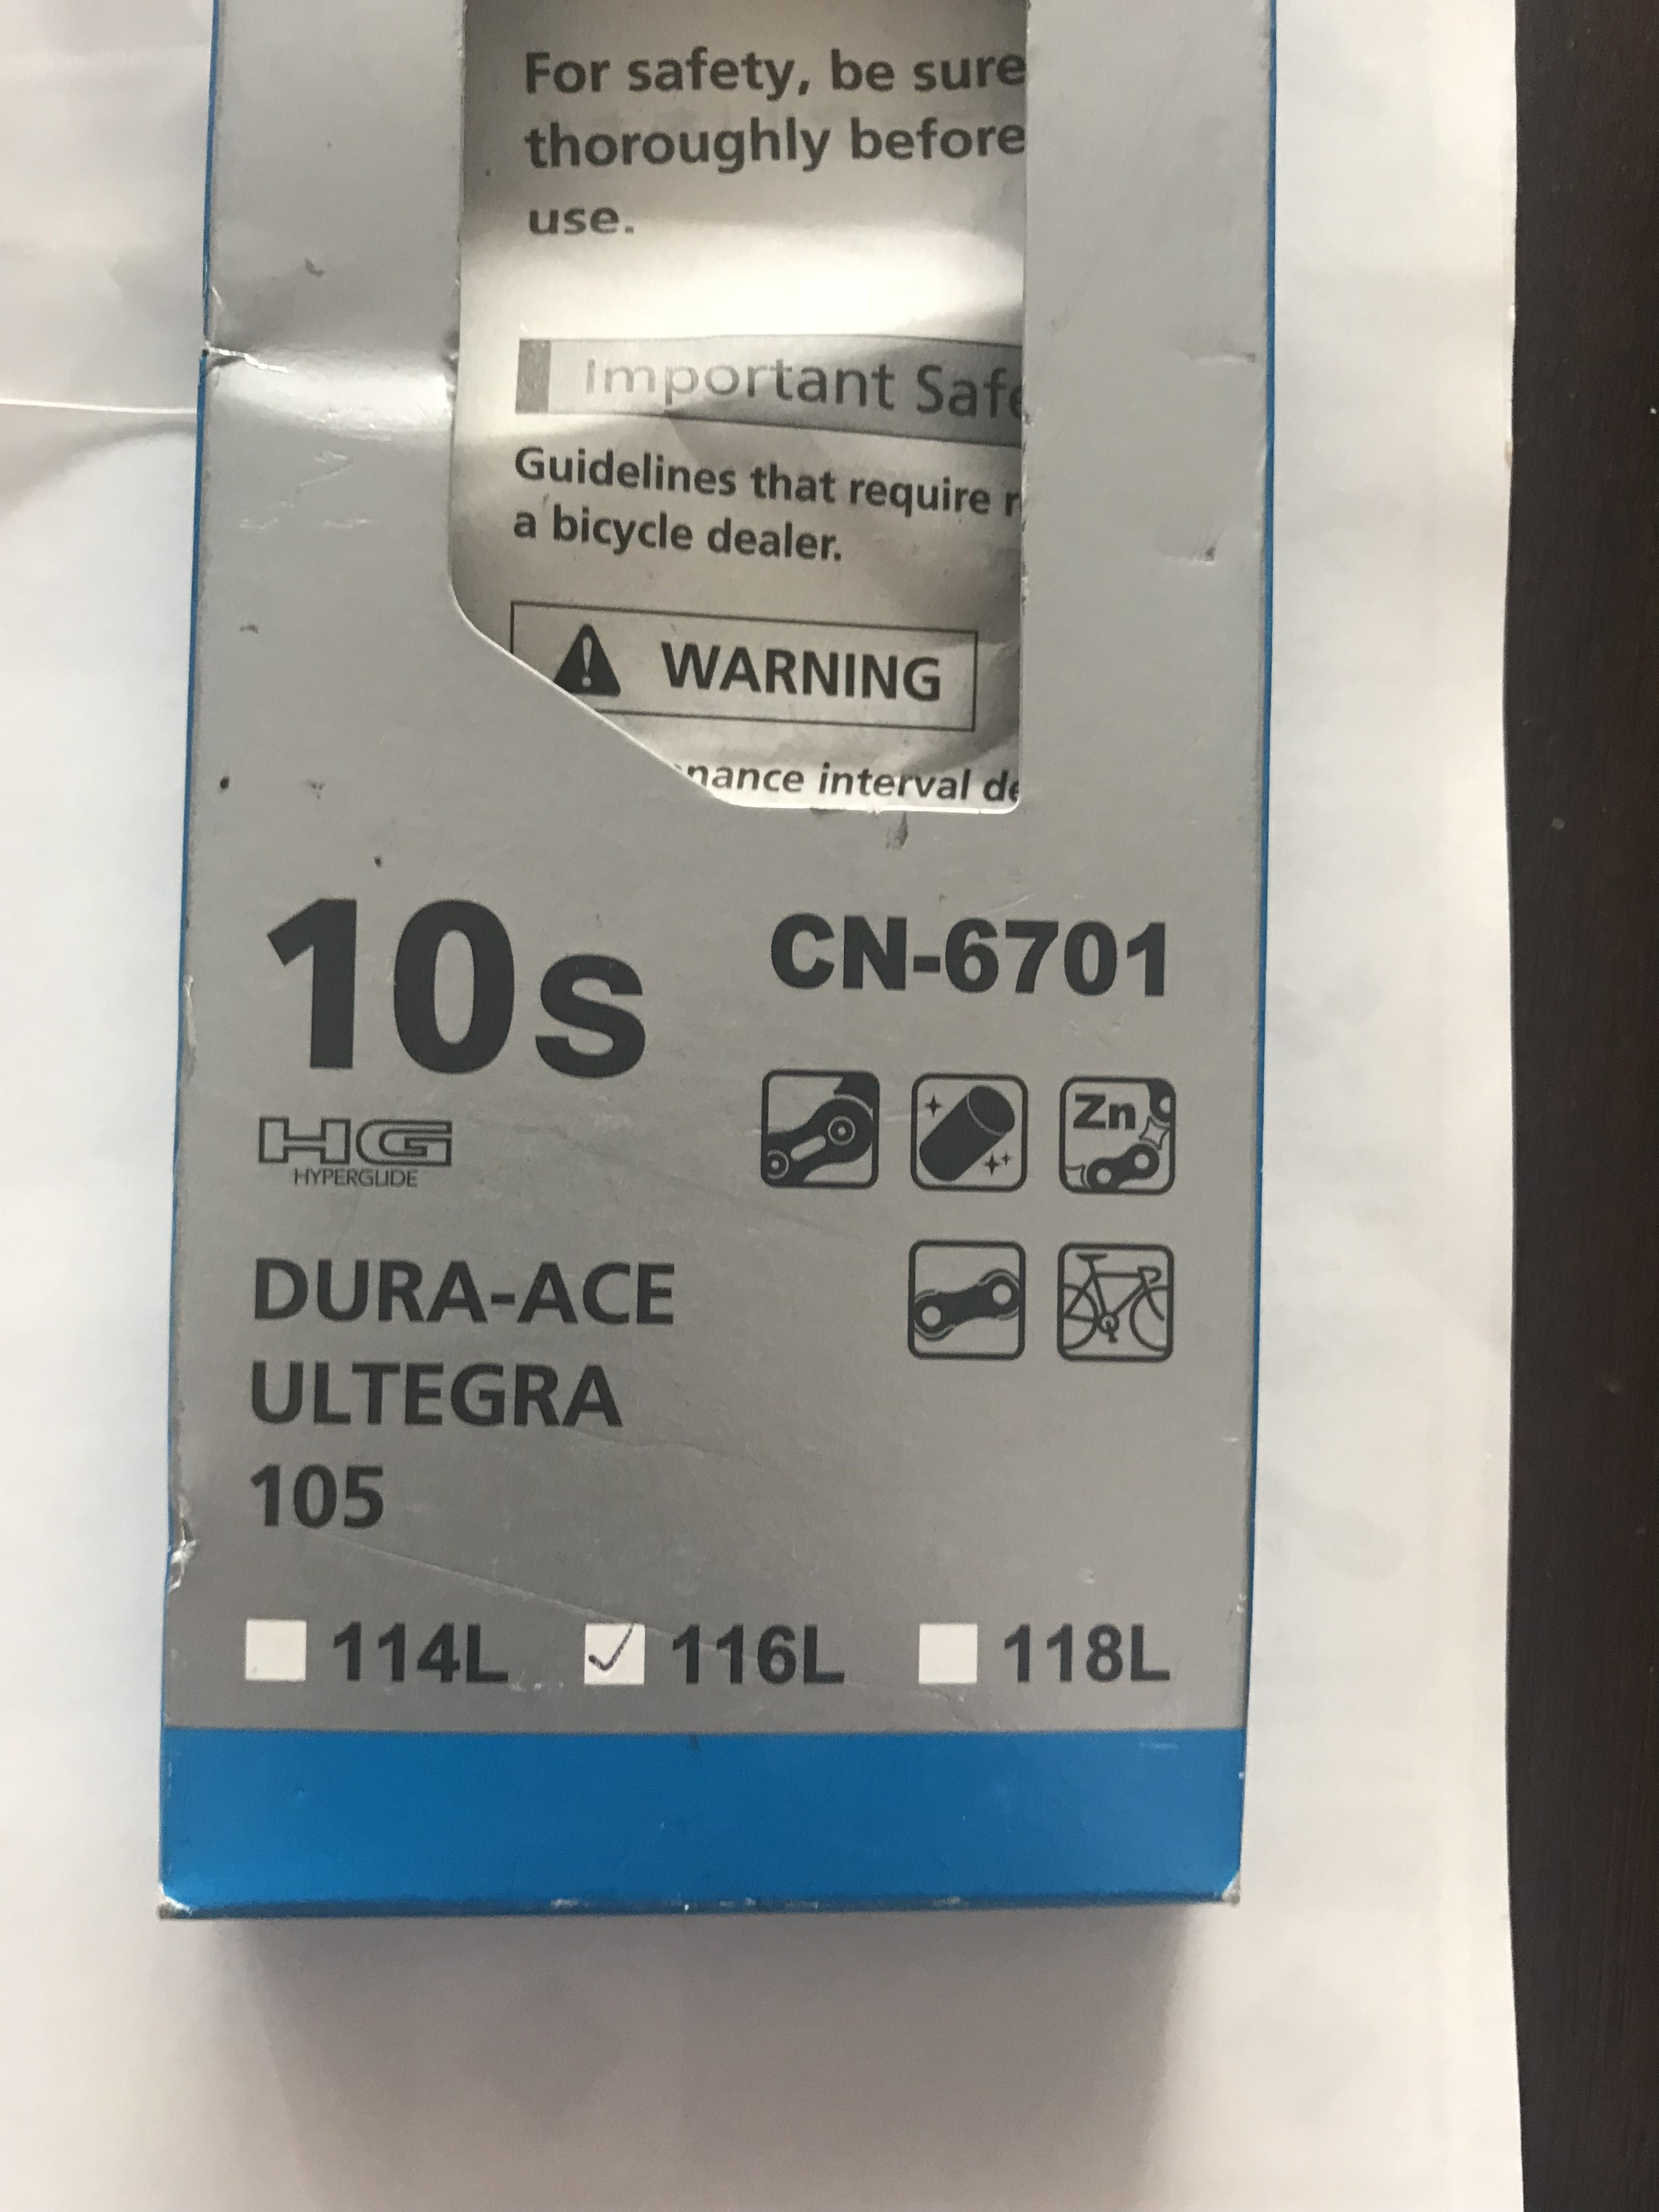 For safety, be sure
thoroughly before
use.
Important Safe
Guidelines that require r
a bicycle dealer.
WARNING
nance interval de
10s
CN-6701
HG
HYPERGLIDE
Zn
DURA-ACE
ULTEGRA
105
114L 116L 118L